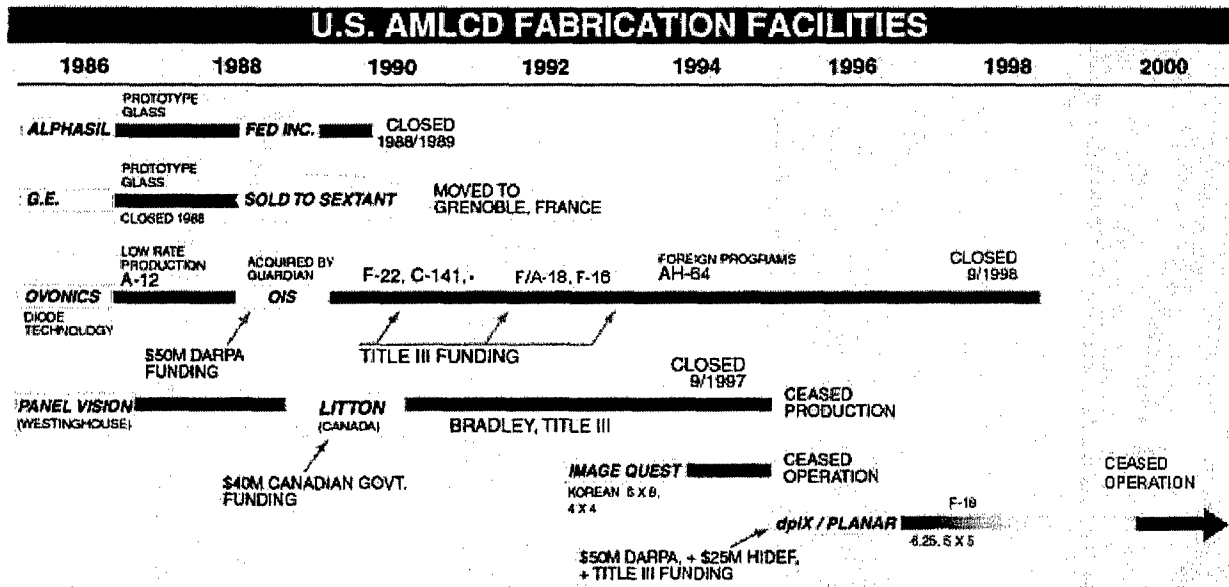 U.S. AMLCD FABRICATION FACILITIES
1986 1988 1990 1992 1994 1996 1998 2000
PROTOTYPE
GLASS
ALPHASIL
FED INC.
CLOSED
1988/1989
PROTOTYPE
GLASS
G.E.
CLOSED 1988
SOLD TO SEXTANT
MOVED TO
GRENOBLE, FRANCE
LOW RATE
PRODUCTION
A-12
OVONICS
DIODE
TECHNOLOGY
ACQUIRED BY
GUARDIAN
OIS
F-22, C-141,
F/A-18, F-16
FOREIGN PROGRAMS
AH-64
CLOSED
9/1998
$50M DARPA
FUNDING
TITLE III FUNDING
CLOSED
9/1997
PANEL VISION
(WESTINGHOUSE)
LITTON
(CANADA)
BRADLEY, TITLE III
CEASED
PRODUCTION
$40M CANADIAN GOVT.
FUNDING
IMAGE QUEST
KOREAN 6 X 8,
4 X 4
CEASED
OPERATION
CEASED
OPERATION
dpiX / PLANAR
F-18
6.25, 5 X 5
$50M DARPA, + $25M HIDEF,
+ TITLE III FUNDING